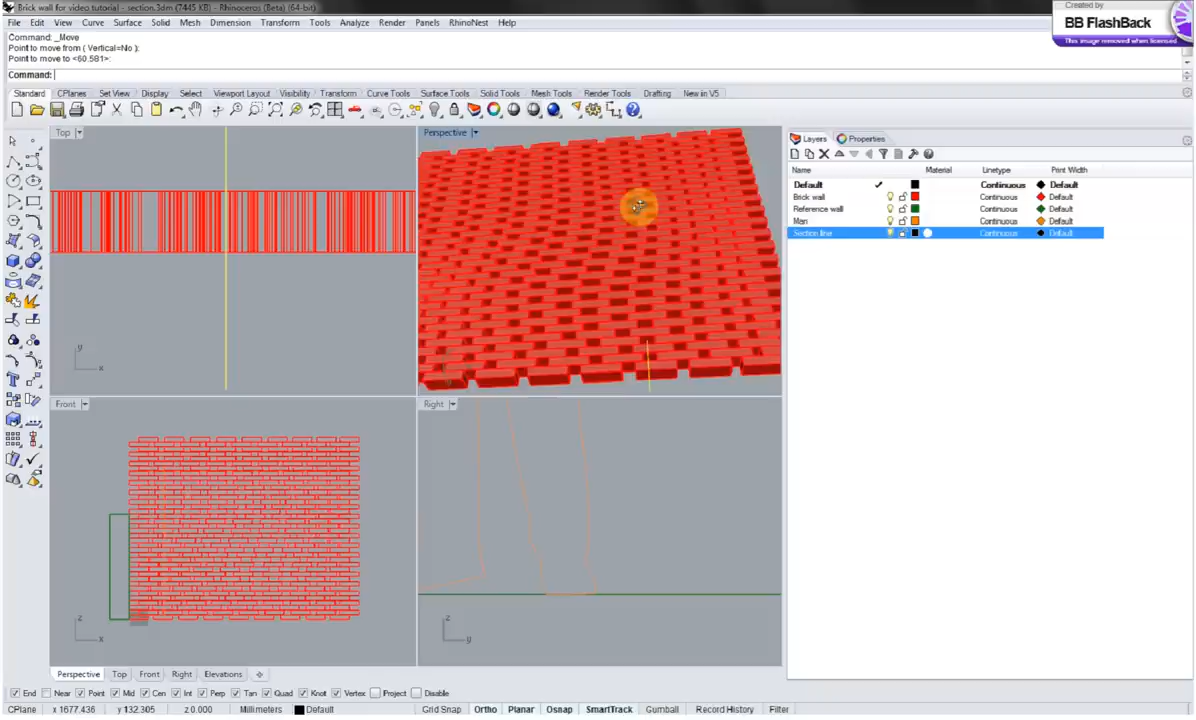 Brick wall for video tutorial - section.3dm (7445 KB) - Rhinoceros (Beta) (64-bit)
Created by
BB FlashBack
This image removed when licensed
File Edit View Curve Surface Solid Mesh Dimension Transform Tools Analyze Render Panels RhinoNest Help
Command: _Move
Point to move from ( Vertical=No ):
Point to move to <60.581>:
Command:
Standard CPlanes Set View Display Select Viewport Layout Visibility Transform Curve Tools Surface Tools Solid Tools Mesh Tools Render Tools Drafting New in V5
Top
Perspective
Layers Properties
Name Material Linetype Print Width
Default Continuous Default
Brick wall Continuous Default
Reference wall Continuous Default
Man Continuous Default
Section line Continuous Default
y
x
Front
Right
z
x
z
y
Perspective Top Front Right Elevations
End Near Point Mid Cen Int Perp Tan Quad Knot Vertex Project Disable
CPlane x 1677.436 y 132.305 z 0.000 Millimeters Default Grid Snap Ortho Planar Osnap SmartTrack Gumball Record History Filter